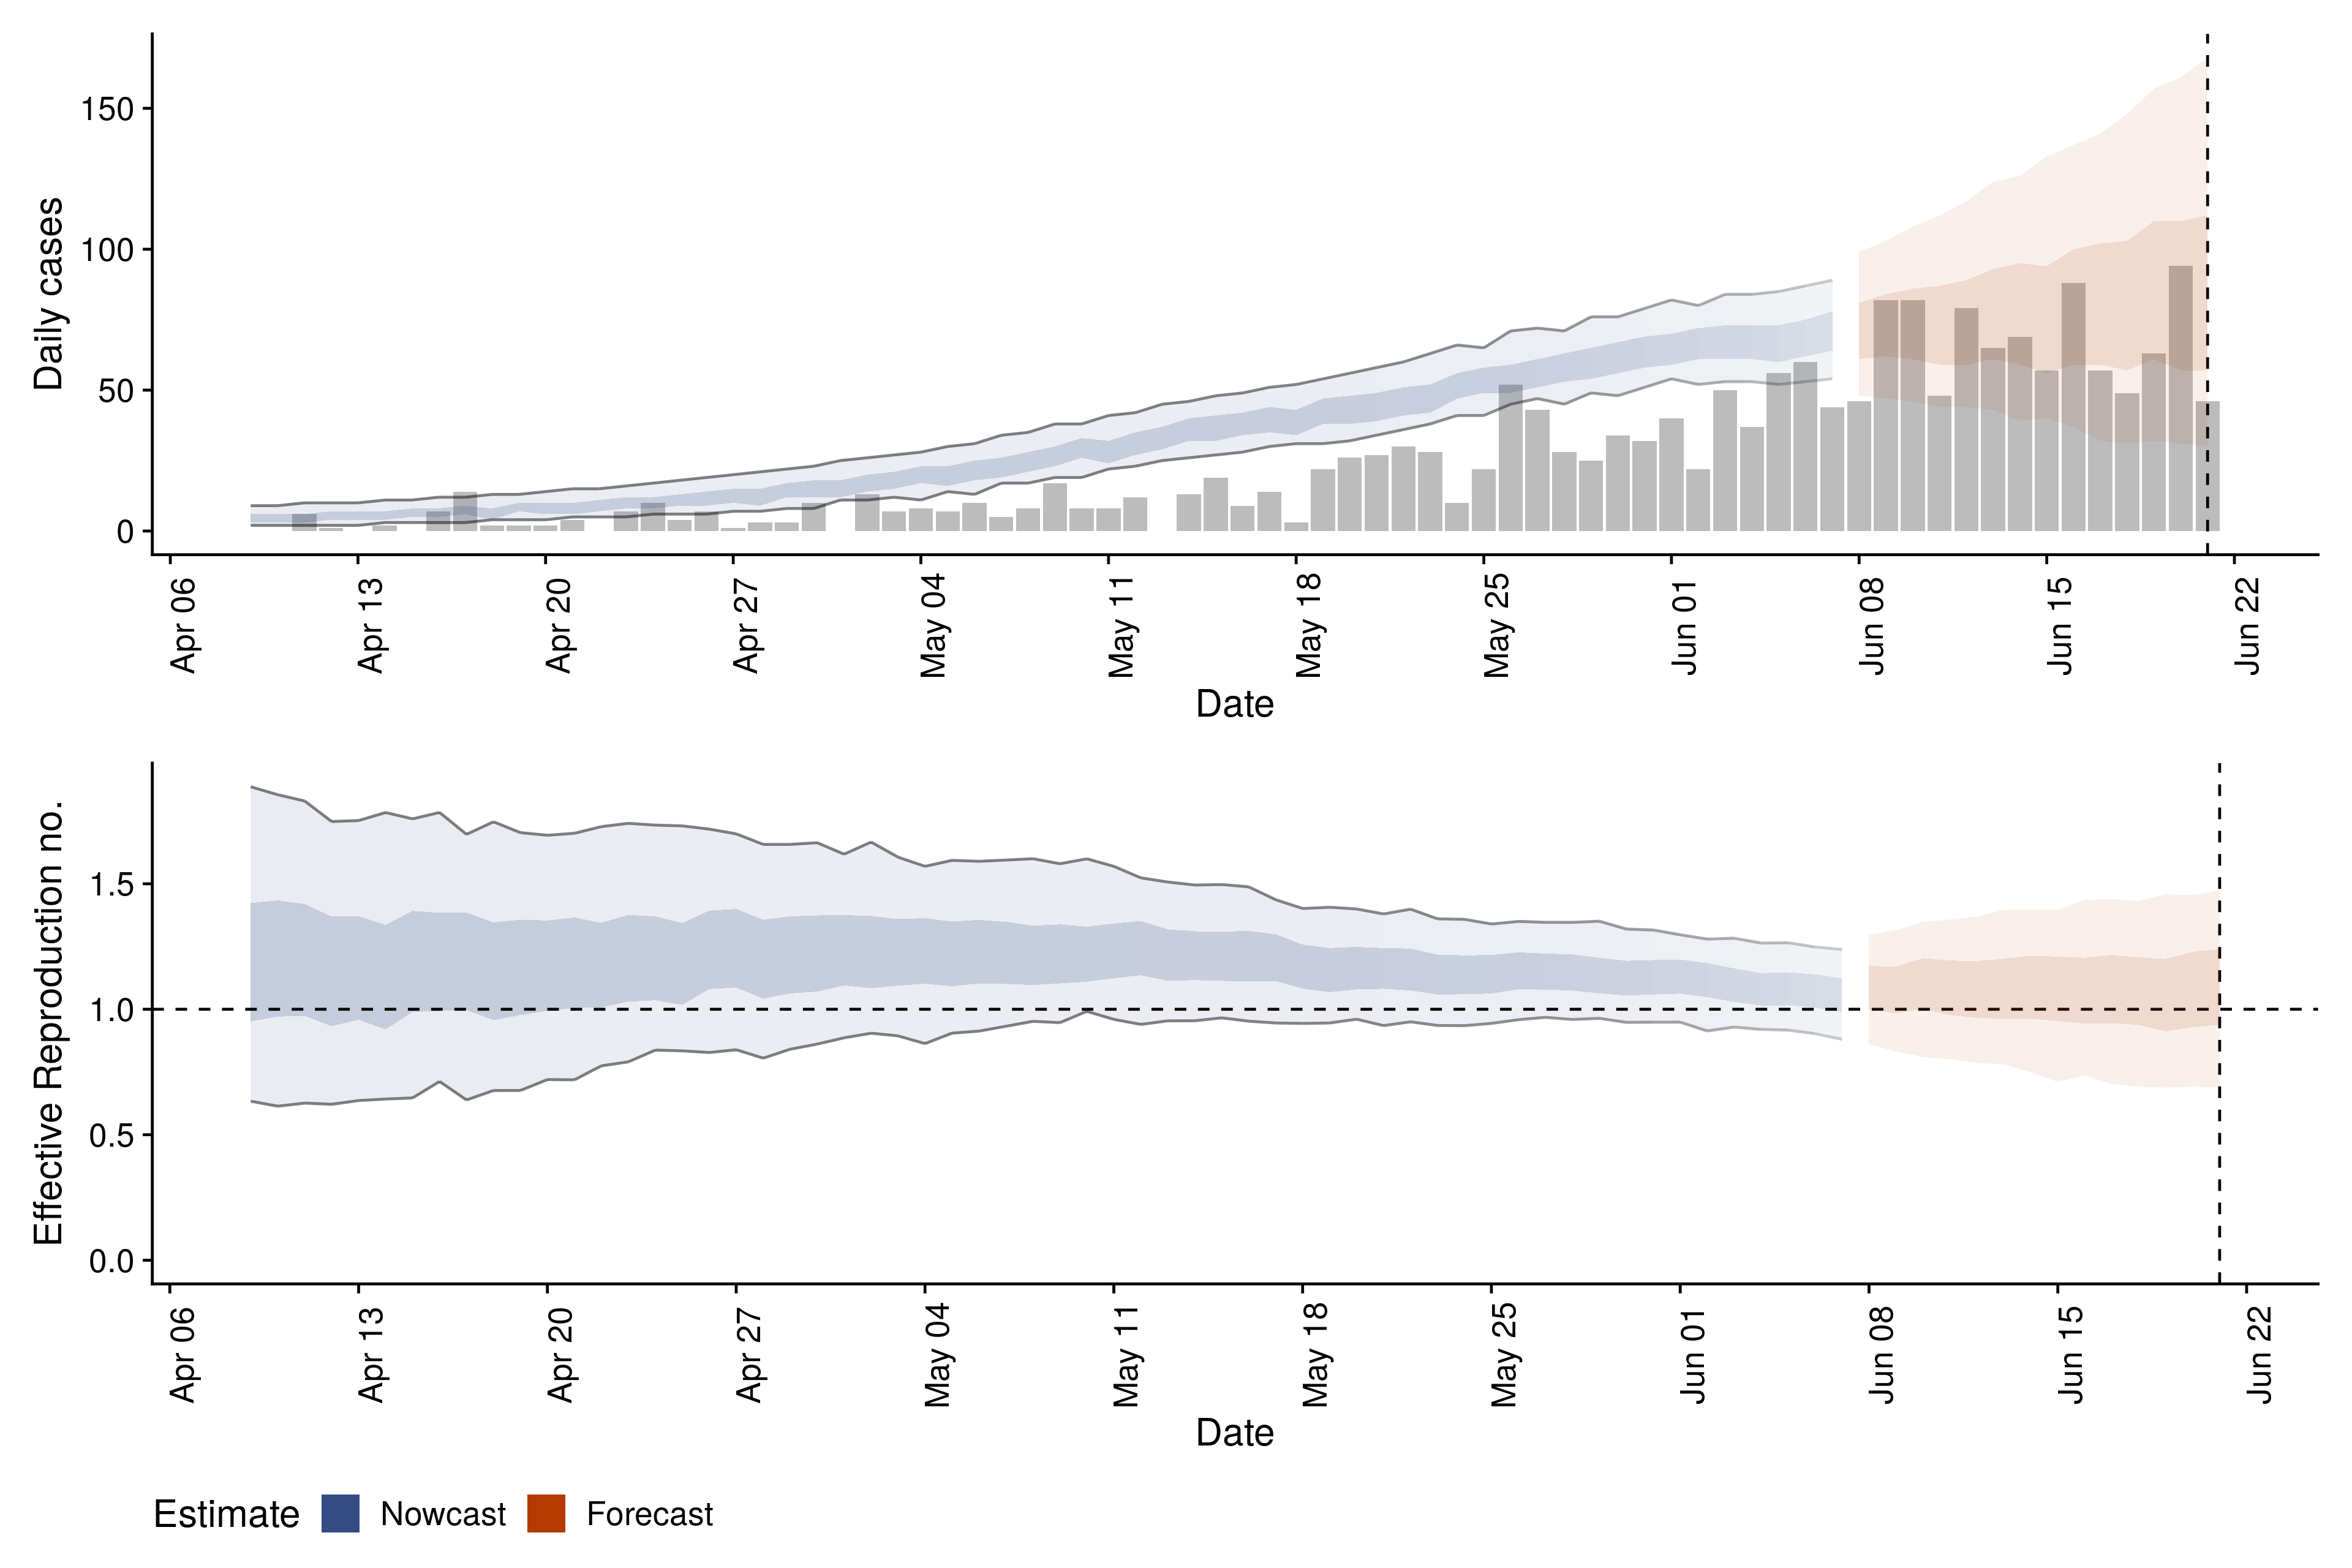 Daily cases
150
100
50
0
Apr 06
Apr 13
Apr 20
Apr 27
May 04
May 11
May 18
May 25
Jun 01
Jun 08
Jun 15
Jun 22
Date
Effective Reproduction no.
1.5
1.0
0.5
0.0
Apr 06
Apr 13
Apr 20
Apr 27
May 04
May 11
May 18
May 25
Jun 01
Jun 08
Jun 15
Jun 22
Date
Estimate Nowcast Forecast